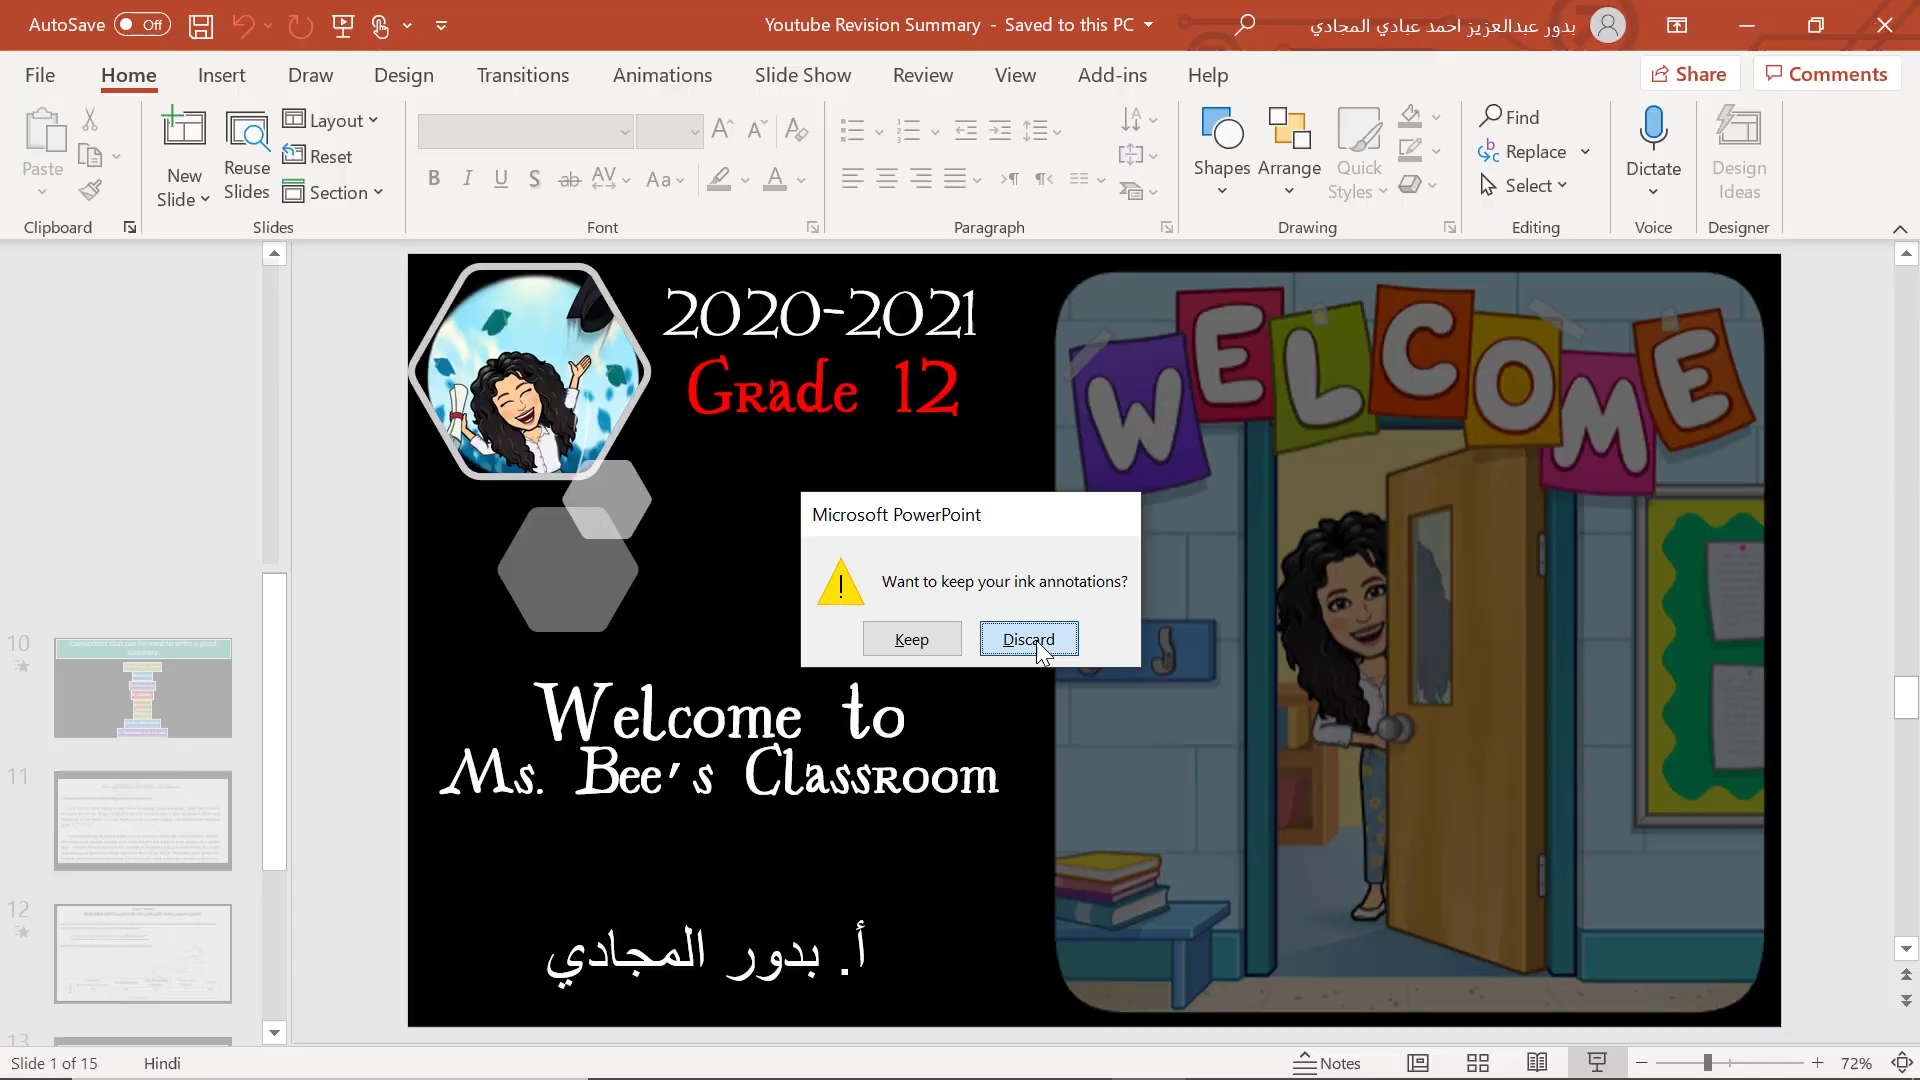 AutoSave Off
Youtube Revision Summary - Saved to this PC
بدور عبدالعزيز احمد عبادي المجادي
File Home Insert Draw Design Transitions Animations Slide Show Review View Add-ins Help
Share Comments
Paste
Clipboard
New Slide
Reuse Slides
Layout
Reset
Section
Slides
Font
Paragraph
Shapes
Arrange
Quick Styles
Drawing
Find
Replace
Select
Editing
Dictate
Voice
Design Ideas
Designer
10
11
12
13
2020-2021
Grade 12
WELCOME
Microsoft PowerPoint
Want to keep your ink annotations?
Keep Discard
Welcome to
Ms. Bee's Classroom
أ. بدور المجادي
Slide 1 of 15 Hindi Notes 72%